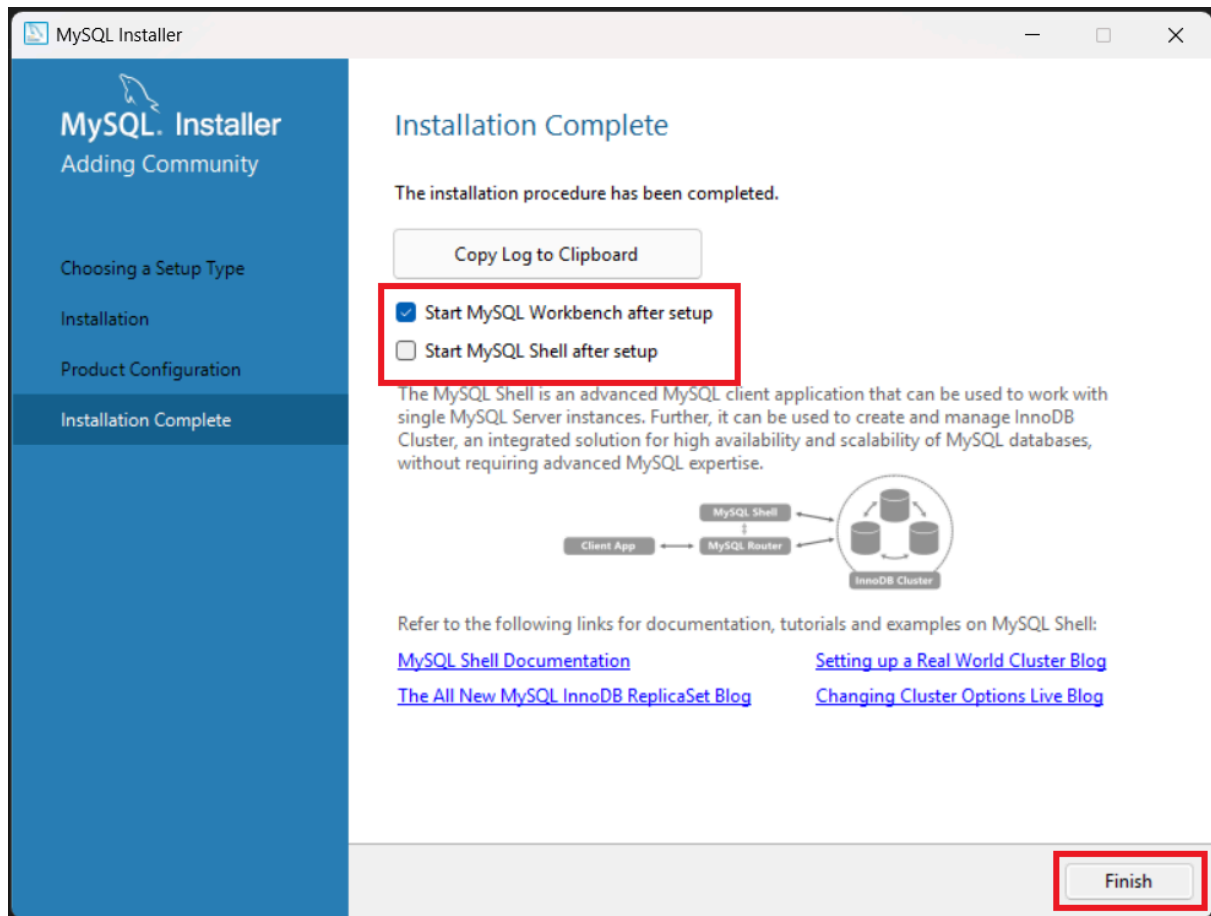 MySQL Installer
MySQL. Installer
Adding Community
Choosing a Setup Type
Installation
Product Configuration
Installation Complete
Installation Complete
The installation procedure has been completed.
Copy Log to Clipboard
Start MySQL Workbench after setup
Start MySQL Shell after setup
The MySQL Shell is an advanced MySQL client application that can be used to work with
single MySQL Server instances. Further, it can be used to create and manage InnoDB
Cluster, an integrated solution for high availability and scalability of MySQL databases,
without requiring advanced MySQL expertise.
MySQL Shell
Client App
MySQL Router
InnoDB Cluster
Refer to the following links for documentation, tutorials and examples on MySQL Shell:
MySQL Shell Documentation
Setting up a Real World Cluster Blog
The All New MySQL InnoDB ReplicaSet Blog
Changing Cluster Options Live Blog
Finish